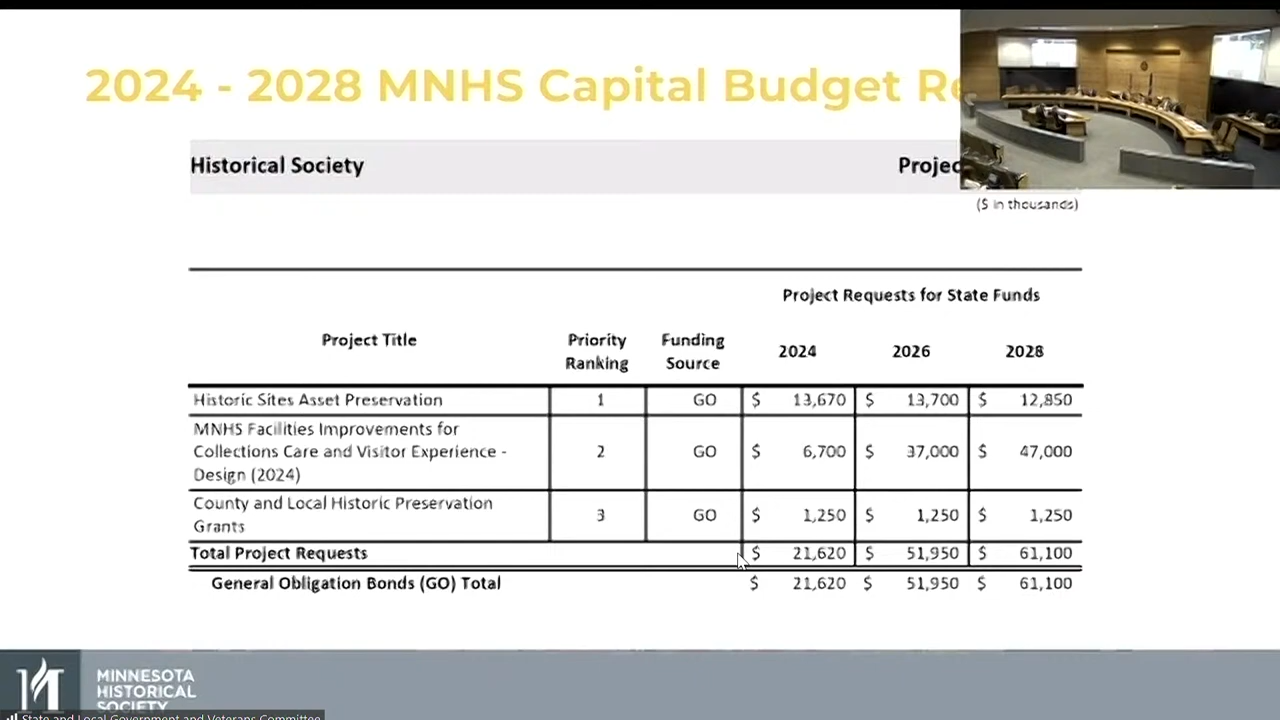 2024 - 2028 MNHS Capital Budget Re
Historical Society Projec
($ in thousands)
Project Requests for State Funds
Project Title Priority Ranking Funding Source 2024 2026 2028
Historic Sites Asset Preservation 1 GO $ 13,670 $ 13,700 $ 12,850
MNHS Facilities Improvements for
Collections Care and Visitor Experience - 2 GO $ 6,700 $ 37,000 $ 47,000
Design (2024)
County and Local Historic Preservation
Grants 3 GO $ 1,250 $ 1,250 $ 1,250
Total Project Requests $ 21,620 $ 51,950 $ 61,100
General Obligation Bonds (GO) Total $ 21,620 $ 51,950 $ 61,100
MINNESOTA
HISTORICAL
SOCIETY
State and Local Government and Veterans Committee